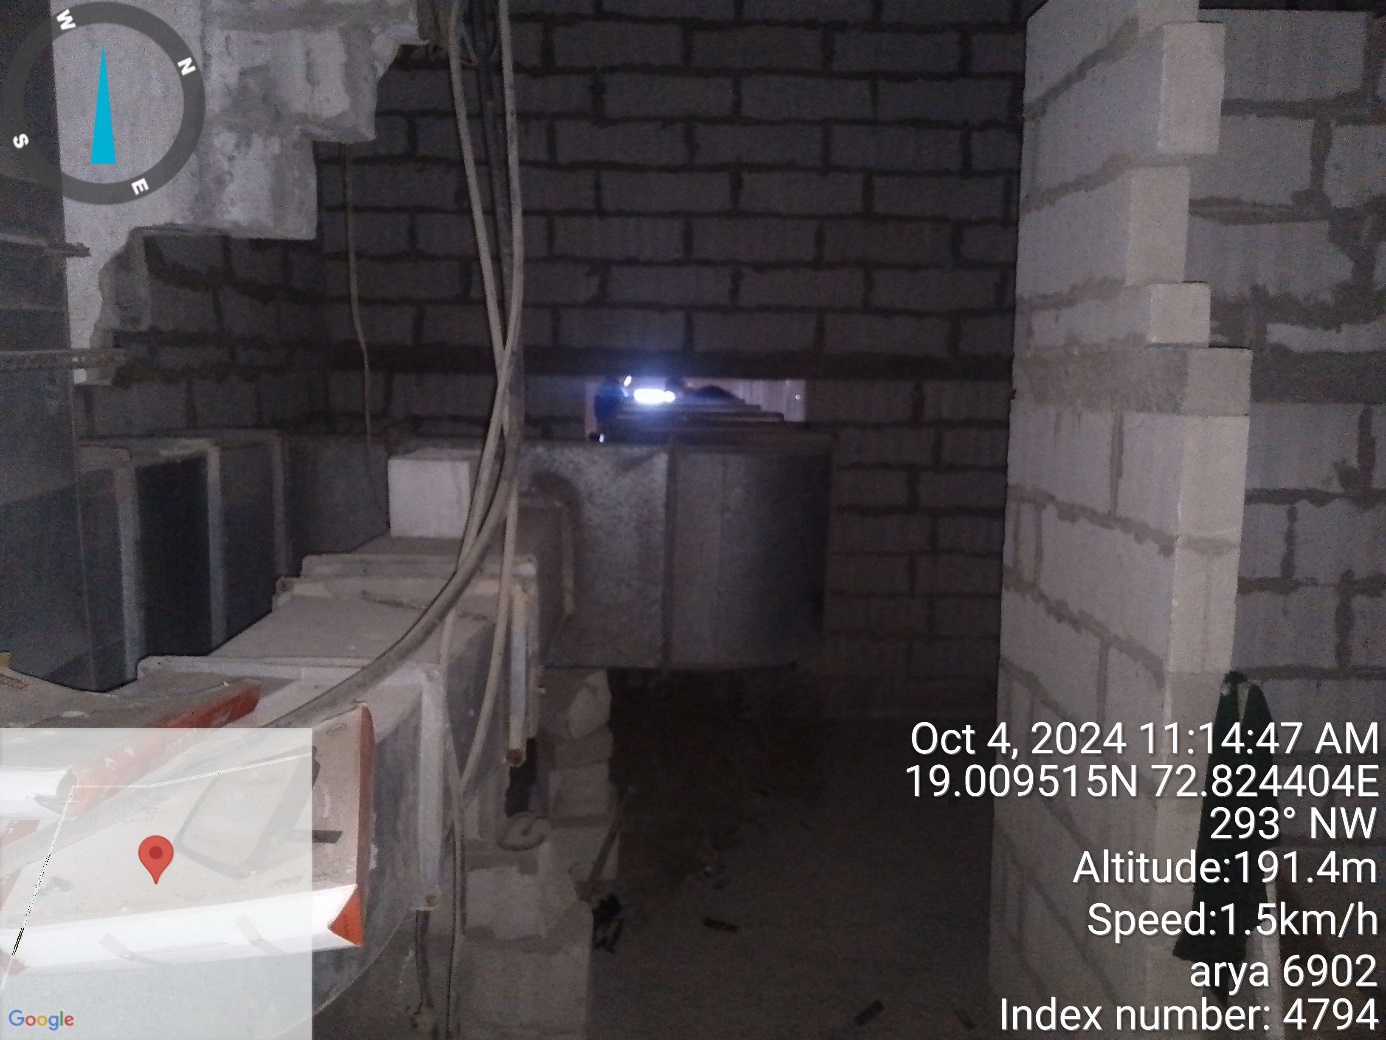 W
N
S
E
Oct 4, 2024 11:14:47 AM
19.009515N 72.824404E
293° NW
Altitude:191.4m
Speed:1.5km/h
arya 6902
Index number: 4794
Google